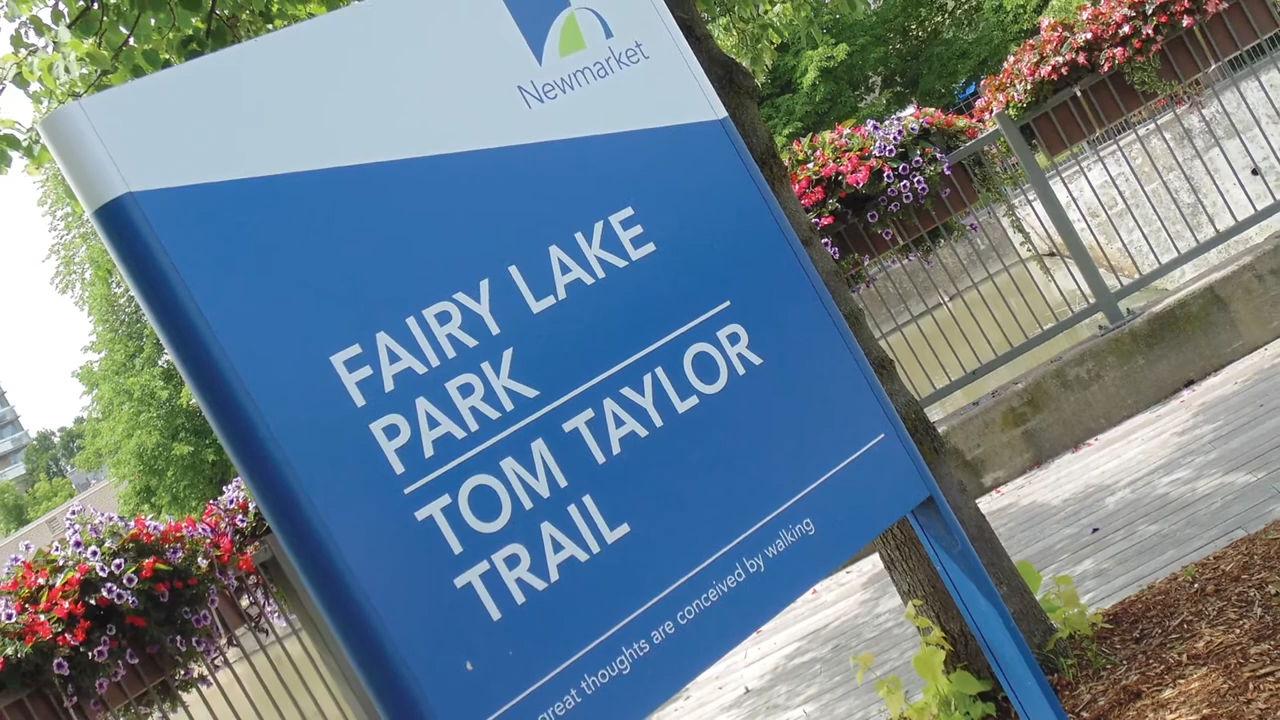 Newmarket
FAIRY LAKE
PARK
TOM TAYLOR
TRAIL
great thoughts are conceived by walking